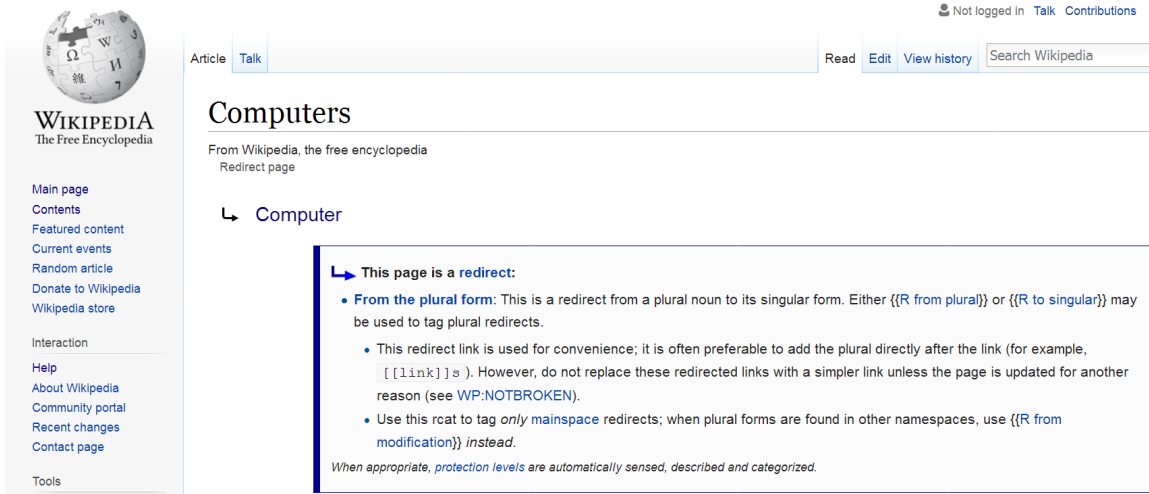 Not logged in Talk Contributions
Article Talk Read Edit View history Search Wikipedia
WIKIPEDIA
The Free Encyclopedia
Main page
Contents
Featured content
Current events
Random article
Donate to Wikipedia
Wikipedia store
Interaction
Help
About Wikipedia
Community portal
Recent changes
Contact page
Tools
Computers
From Wikipedia, the free encyclopedia
Redirect page
Computer
This page is a redirect:
• From the plural form: This is a redirect from a plural noun to its singular form. Either {{R from plural}} or {{R to singular}} may
be used to tag plural redirects.
• This redirect link is used for convenience; it is often preferable to add the plural directly after the link (for example,
[[link]]s ). However, do not replace these redirected links with a simpler link unless the page is updated for another
reason (see WP:NOTBROKEN).
• Use this rcat to tag only mainspace redirects; when plural forms are found in other namespaces, use {{R from
modification}} instead.
When appropriate, protection levels are automatically sensed, described and categorized.